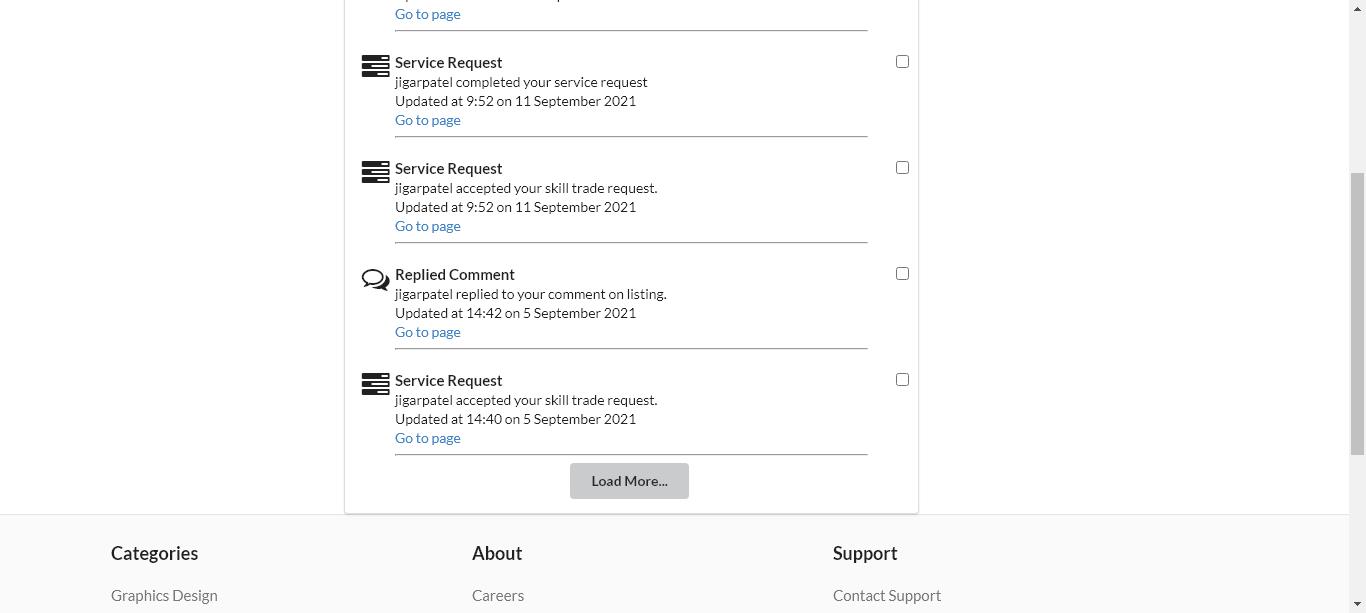 Go to page
Service Request
jigarpatel completed your service request
Updated at 9:52 on 11 September 2021
Go to page
Service Request
jigarpatel accepted your skill trade request.
Updated at 9:52 on 11 September 2021
Go to page
Replied Comment
jigarpatel replied to your comment on listing.
Updated at 14:42 on 5 September 2021
Go to page
Service Request
jigarpatel accepted your skill trade request.
Updated at 14:40 on 5 September 2021
Go to page
Load More...
Categories About Support
Graphics Design Careers Contact Support